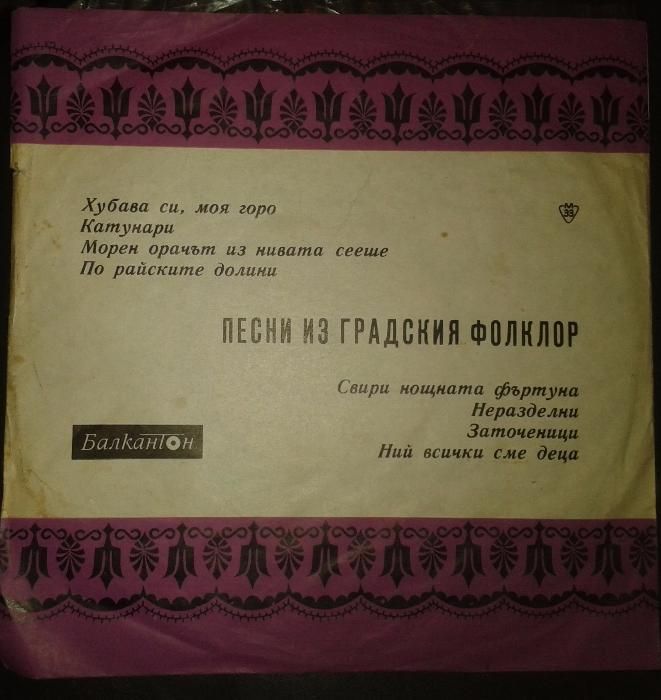 Хубава си, моя горо
Катунари
Морен орачът из нивата сееше
По райските долини
М
33
ПЕСНИ ИЗ ГРАДСКИЯ ФОЛКЛОР
Свири нощната фъртуна
Неразделни
Заточеници
Ний всички сме деца
Балкантон